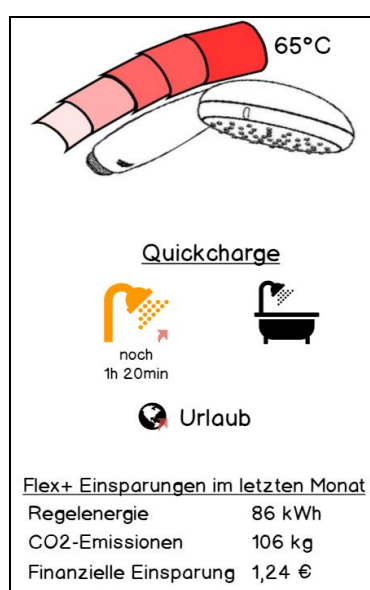 65°C
Quickcharge
noch
1h 20min
Urlaub
Flex+ Einsparungen im letzten Monat
Regelenergie 86 kWh
CO2-Emissionen 106 kg
Finanzielle Einsparung 1,24 €